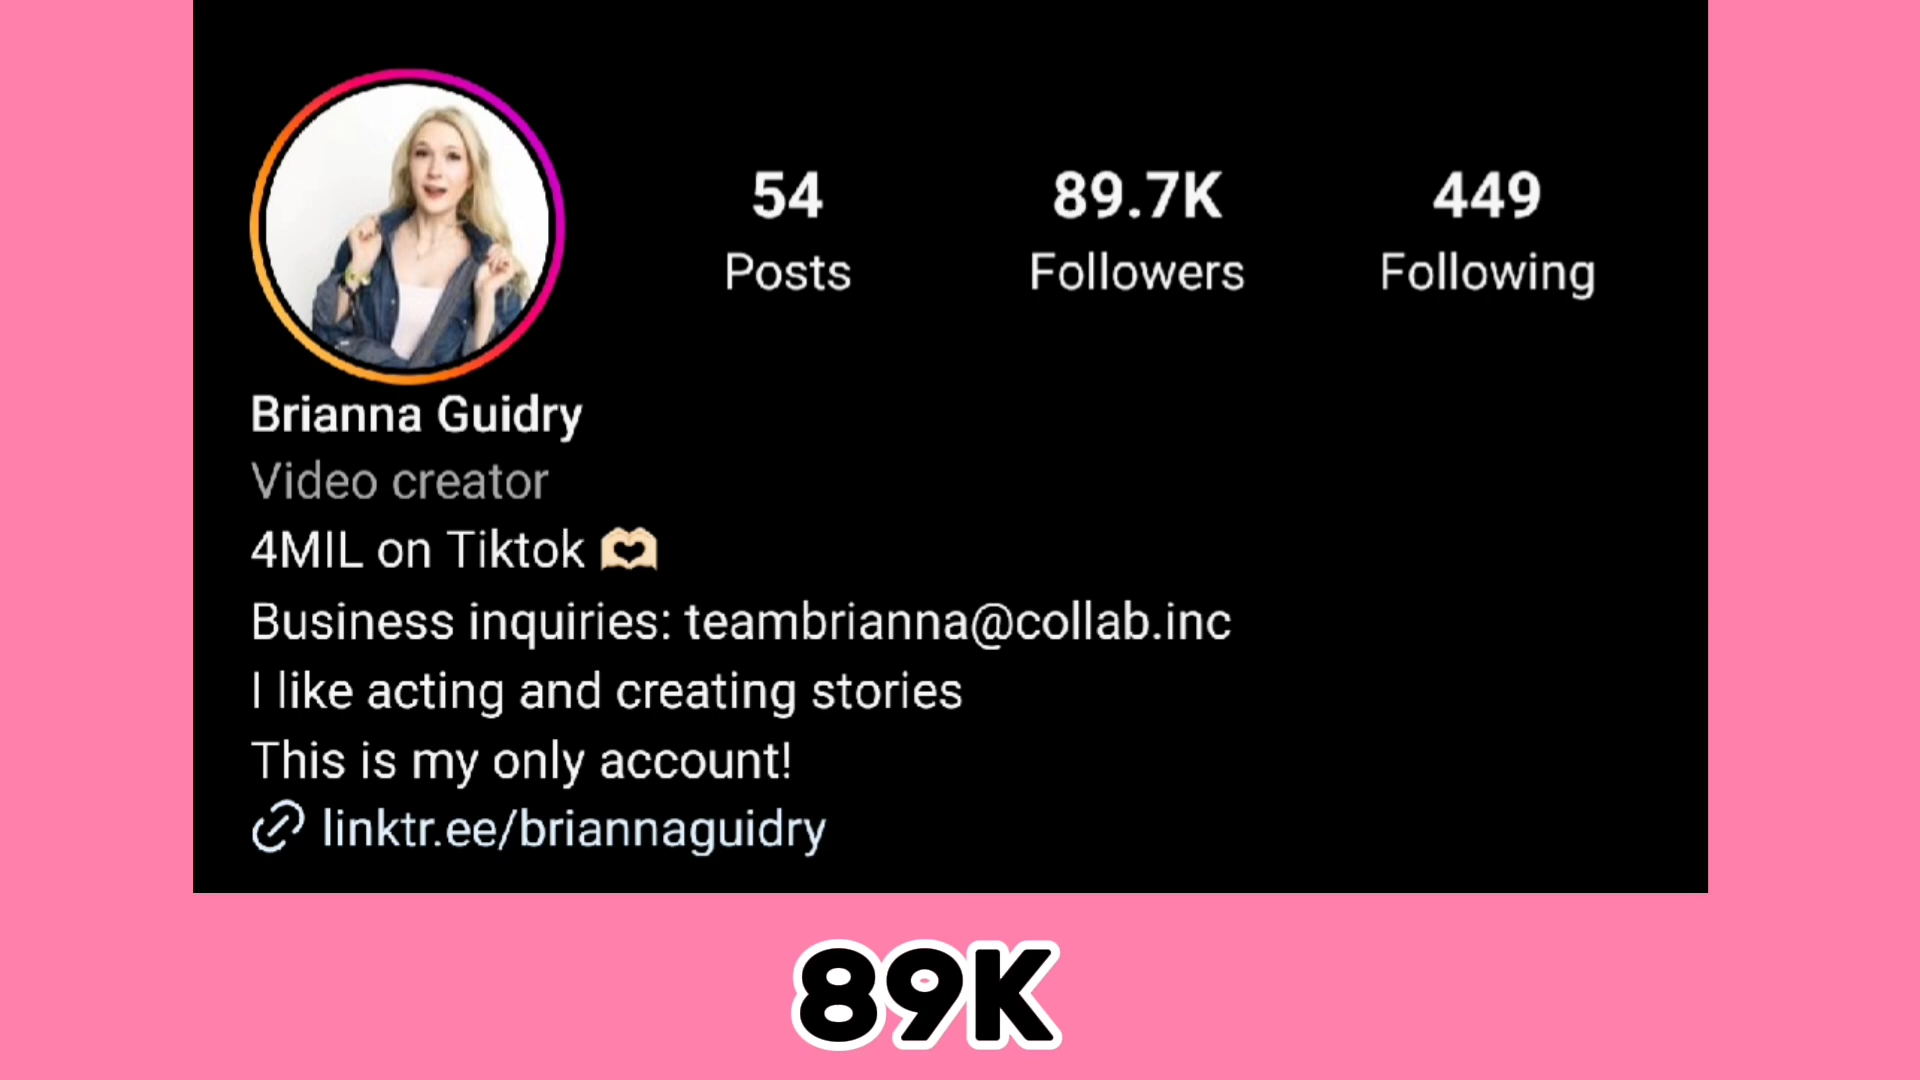 54
Posts
89.7K
Followers
449
Following
Brianna Guidry
Video creator
4MIL on Tiktok 🫶🏻
Business inquiries: teambrianna@collab.inc
I like acting and creating stories
This is my only account!
linktr.ee/briannaguidry
89K